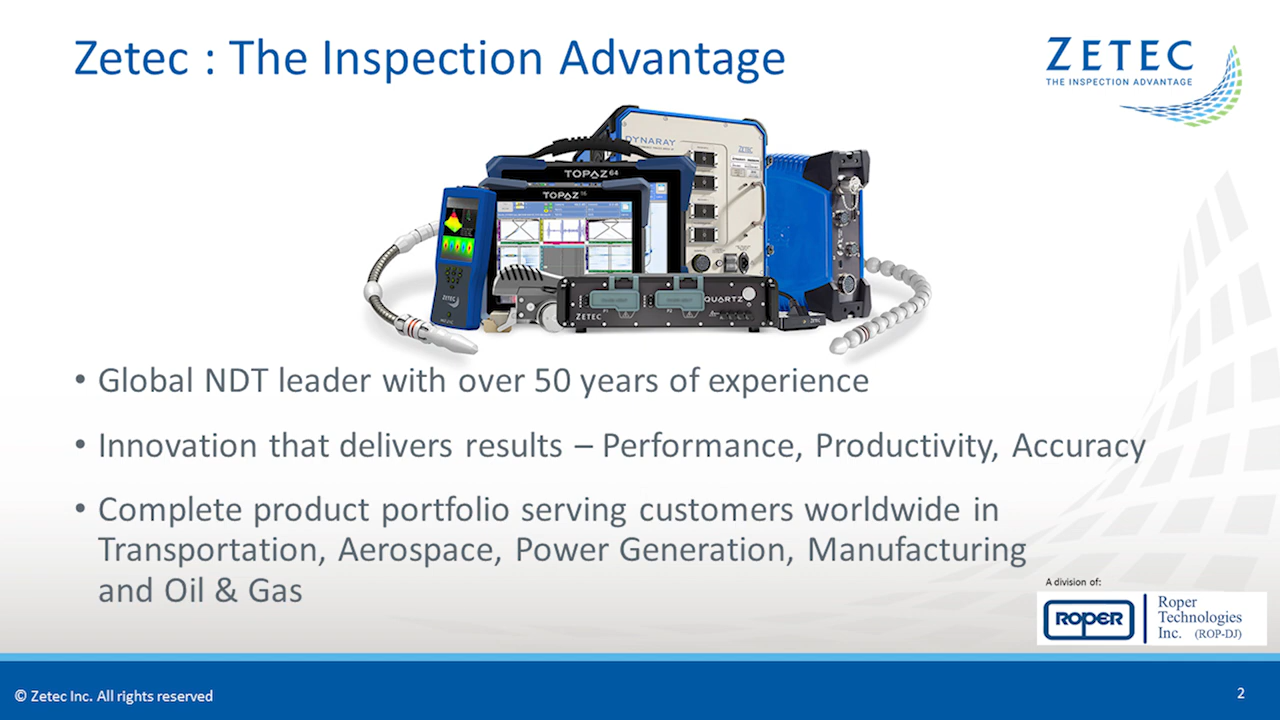 Zetec : The Inspection Advantage
ZETEC
THE INSPECTION ADVANTAGE
DYNARAY
ZETEC
TOPAZ64
TOPAZ16
ZETEC
QUARTZ
ZETEC
ZETEC
• Global NDT leader with over 50 years of experience
• Innovation that delivers results – Performance, Productivity, Accuracy
• Complete product portfolio serving customers worldwide in
Transportation, Aerospace, Power Generation, Manufacturing
and Oil & Gas
A division of:
ROPER
Roper
Technologies
Inc. (ROP-DJ)
© Zetec Inc. All rights reserved
2